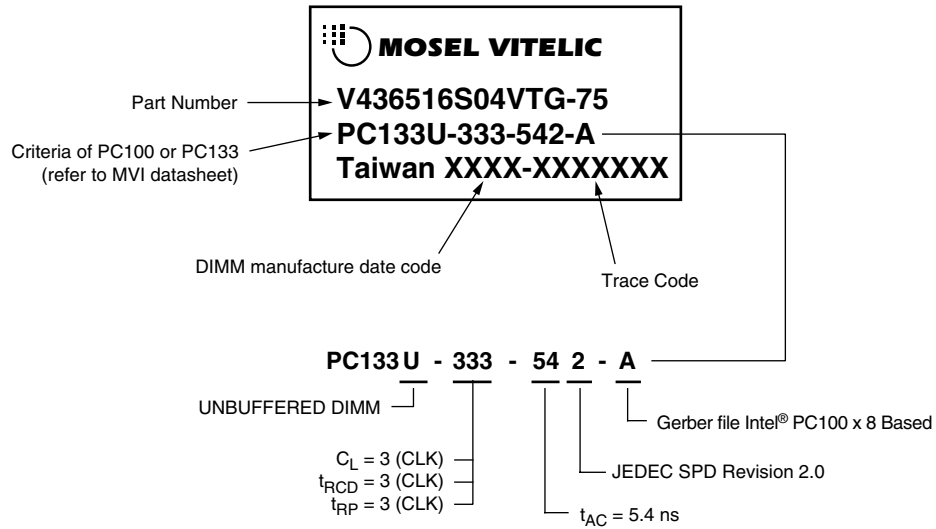 MOSEL VITELIC
Part Number
V436516S04VTG-75
Criteria of PC100 or PC133
(refer to MVI datasheet)
PC133U-333-542-A
Taiwan XXXX-XXXXXXX
DIMM manufacture date code
Trace Code
PC133 U - 333 - 54 2 - A
UNBUFFERED DIMM
Gerber file Intel® PC100 x 8 Based
CL = 3 (CLK)
tRCD = 3 (CLK)
tRP = 3 (CLK)
JEDEC SPD Revision 2.0
tAC = 5.4 ns